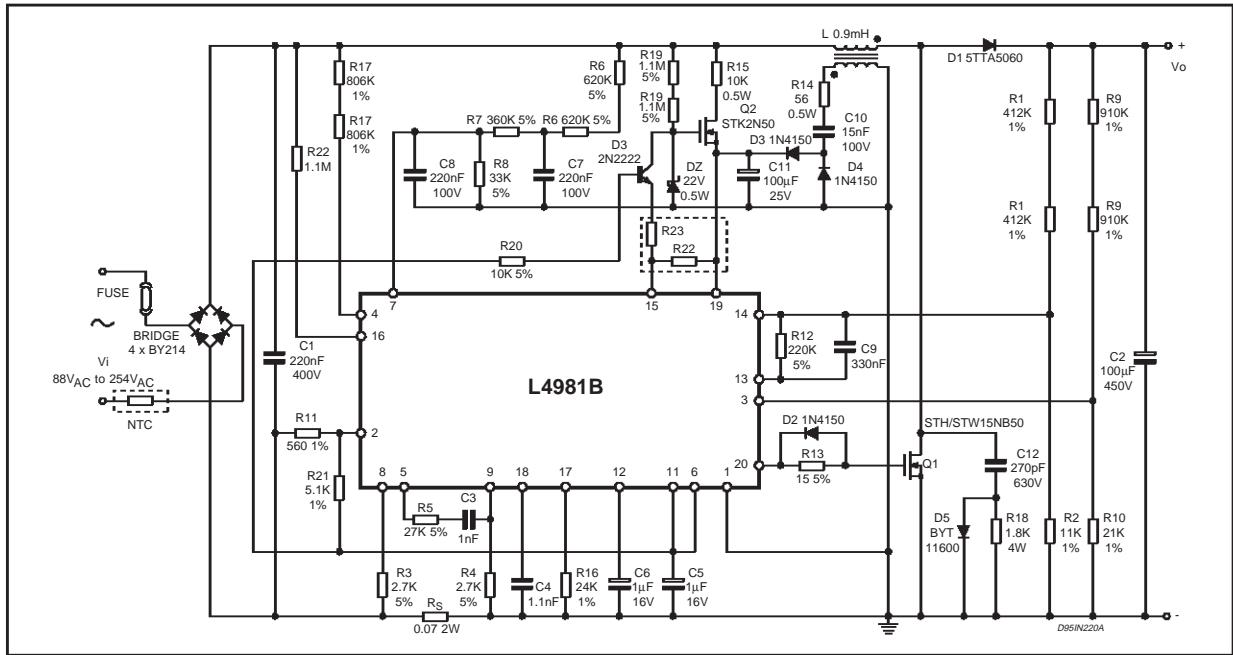 L 0.9mH
D1 5TTA5060
+
Vo
R17
806K
1%
R17
806K
1%
R22
1.1M
R6
620K
5%
R19
1.1M
5%
R19
1.1M
5%
R15
10K
0.5W
Q2
STK2N50
R14
56
0.5W
C10
15nF
100V
R7 360K 5%
R6 620K 5%
D3
2N2222
D3 1N4150
D4
1N4150
C8
220nF
100V
R8
33K
5%
C7
220nF
100V
DZ
22V
0.5W
C11
100µF
25V
R1
412K
1%
R9
910K
1%
R1
412K
1%
R9
910K
1%
R23
R22
R20
10K 5%
7
15
19
FUSE
BRIDGE
4 x BY214
Vi
88VAC to 254VAC
NTC
C1
220nF
400V
4
16
2
L4981B
14
13
3
20
R12
220K
5%
C9
330nF
C2
100µF
450V
R11
560 1%
D2 1N4150
R13
15 5%
STH/STW15NB50
Q1
C12
270pF
630V
8
5
9
18
17
12
11
6
1
R21
5.1K
1%
R5
27K 5%
C3
1nF
D5
BYT
11600
R18
1.8K
4W
R2
11K
1%
R10
21K
1%
R3
2.7K
5%
RS
0.07 2W
R4
2.7K
5%
C4
1.1nF
R16
24K
1%
C6
1µF
16V
C5
1µF
16V
-
D95IN220A